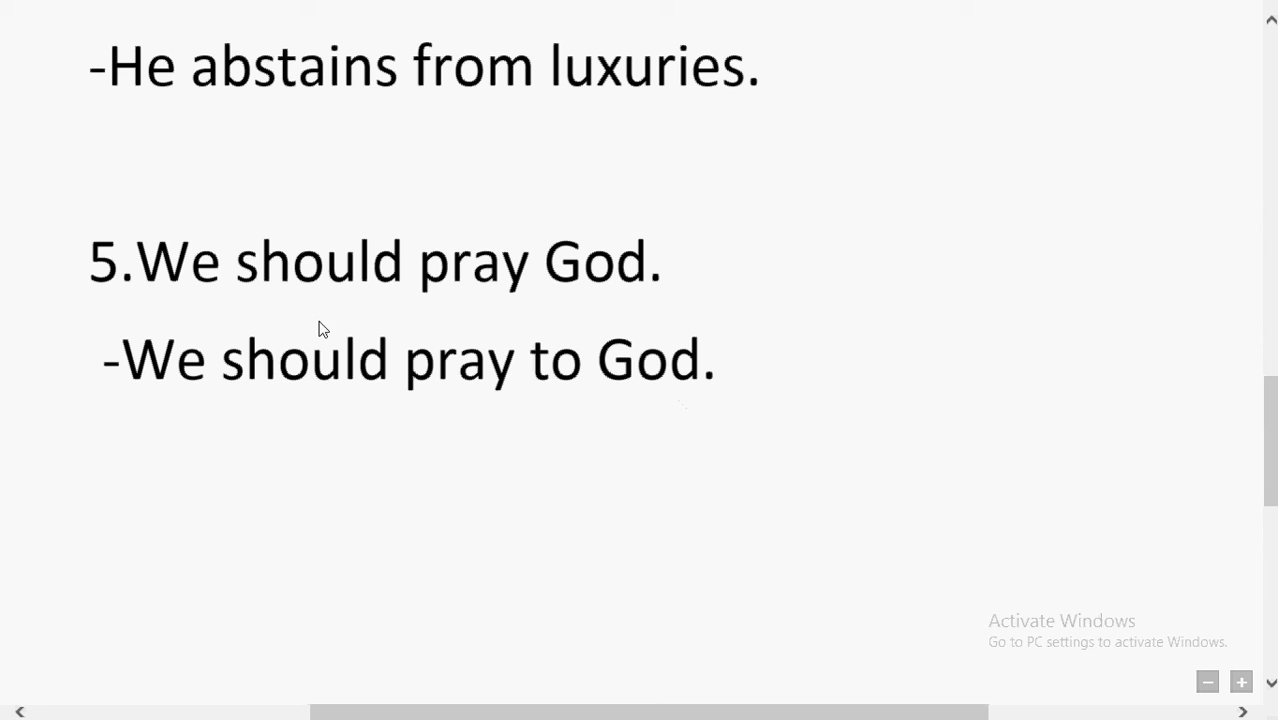 -He abstains from luxuries.
5.We should pray God.
-We should pray to God.
Activate Windows
Go to PC settings to activate Windows.